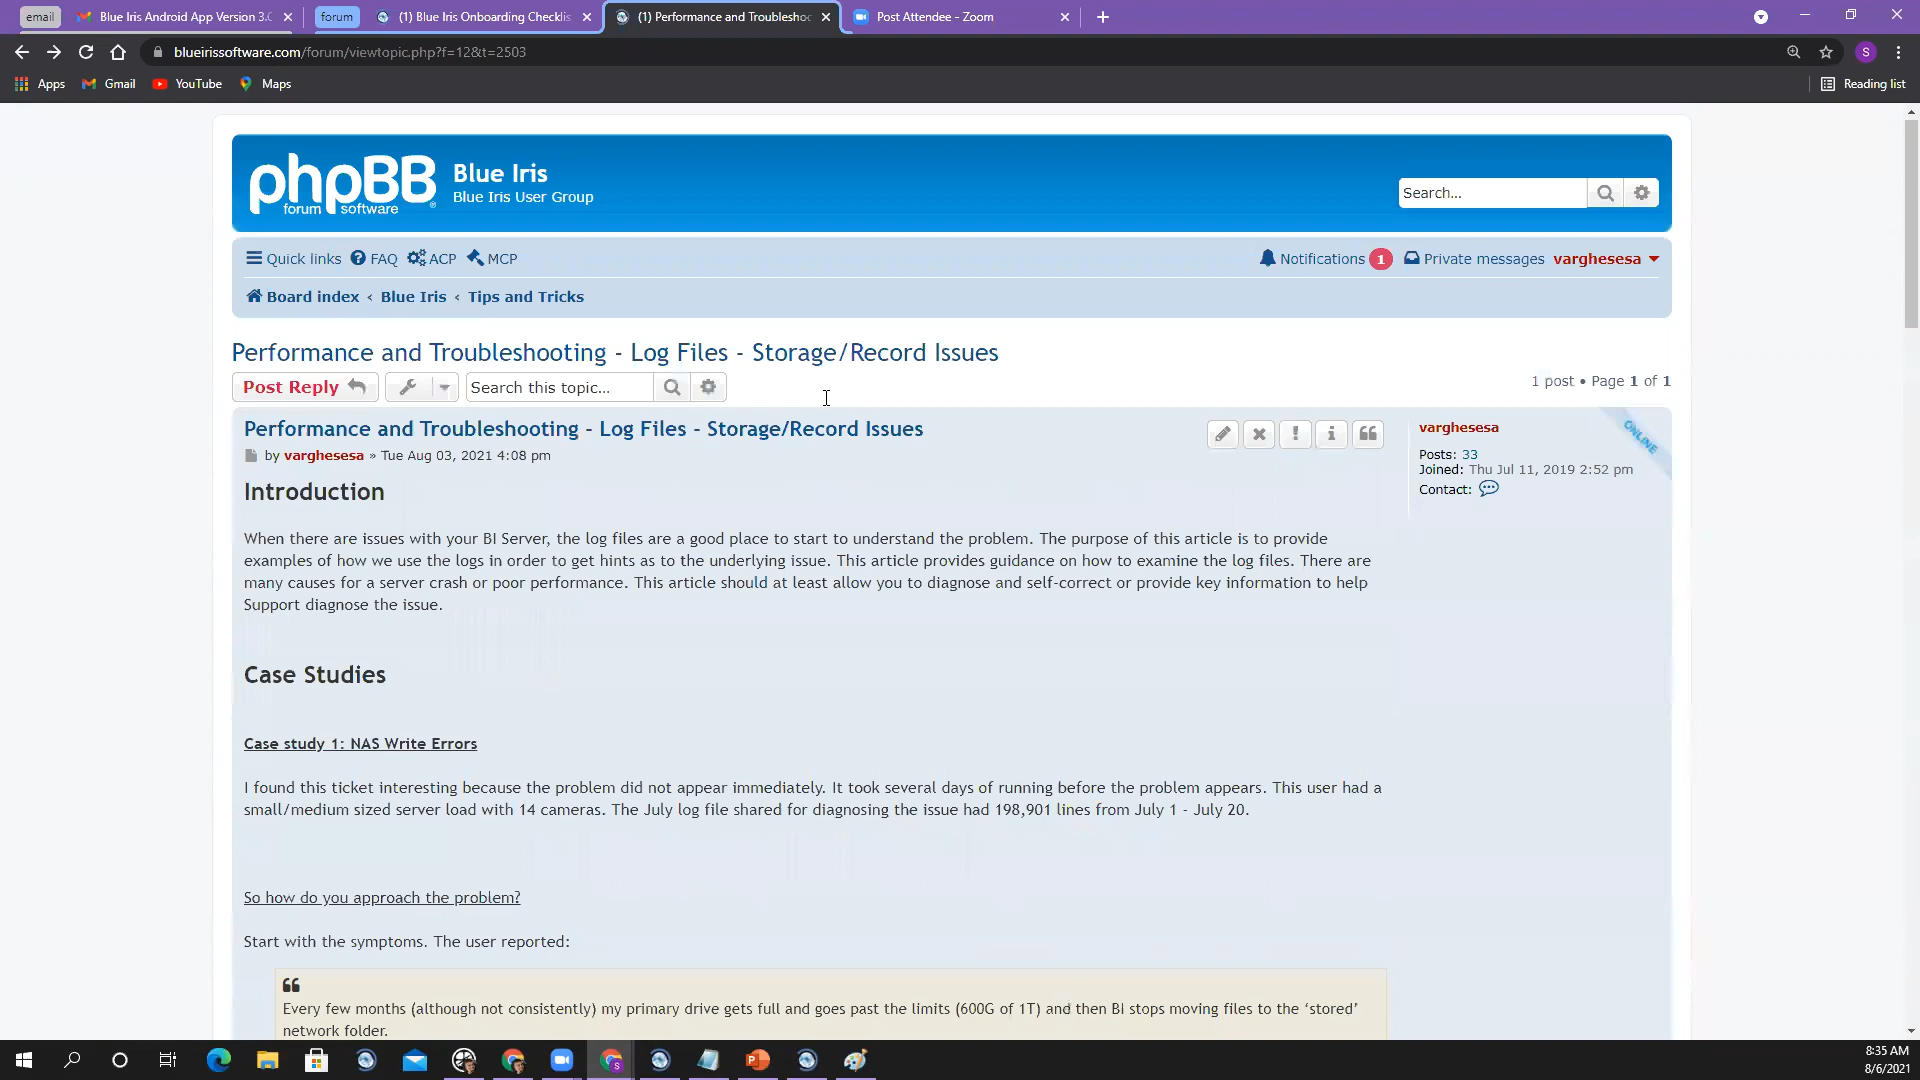 email
Blue Iris Android App Version 3.0
forum
(1) Blue Iris Onboarding Checklis
(1) Performance and Troubleshoo
Post Attendee - Zoom
blueirissoftware.com/forum/viewtopic.php?f=12&t=2503
S
Apps
Gmail
YouTube
Maps
Reading list
phpBB
forum software
Blue Iris
Blue Iris User Group
Search...
Quick links
FAQ
ACP
MCP
Notifications 1
Private messages
varghesesa
Board index ‹ Blue Iris ‹ Tips and Tricks
Performance and Troubleshooting - Log Files - Storage/Record Issues
Post Reply
Search this topic...
1 post • Page 1 of 1
Performance and Troubleshooting - Log Files - Storage/Record Issues
by varghesesa » Tue Aug 03, 2021 4:08 pm
varghesesa
Posts: 33
Joined: Thu Jul 11, 2019 2:52 pm
Contact:
ONLINE
Introduction
When there are issues with your BI Server, the log files are a good place to start to understand the problem. The purpose of this article is to provide
examples of how we use the logs in order to get hints as to the underlying issue. This article provides guidance on how to examine the log files. There are
many causes for a server crash or poor performance. This article should at least allow you to diagnose and self-correct or provide key information to help
Support diagnose the issue.
Case Studies
Case study 1: NAS Write Errors
I found this ticket interesting because the problem did not appear immediately. It took several days of running before the problem appears. This user had a
small/medium sized server load with 14 cameras. The July log file shared for diagnosing the issue had 198,901 lines from July 1 - July 20.
So how do you approach the problem?
Start with the symptoms. The user reported:
Every few months (although not consistently) my primary drive gets full and goes past the limits (600G of 1T) and then BI stops moving files to the ‘stored’
network folder.
8:35 AM
8/6/2021